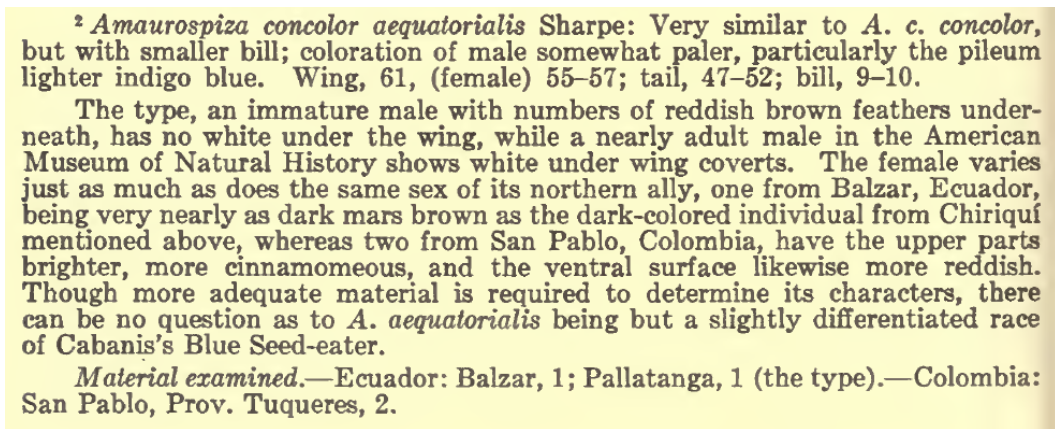 ² Amaurospiza concolor aequatorialis Sharpe: Very similar to A. c. concolor,
but with smaller bill; coloration of male somewhat paler, particularly the pileum
lighter indigo blue. Wing, 61, (female) 55–57; tail, 47–52; bill, 9–10.
The type, an immature male with numbers of reddish brown feathers under-
neath, has no white under the wing, while a nearly adult male in the American
Museum of Natural History shows white under wing coverts. The female varies
just as much as does the same sex of its northern ally, one from Balzar, Ecuador,
being very nearly as dark mars brown as the dark-colored individual from Chiriquí
mentioned above, whereas two from San Pablo, Colombia, have the upper parts
brighter, more cinnamomeous, and the ventral surface likewise more reddish.
Though more adequate material is required to determine its characters, there
can be no question as to A. aequatorialis being but a slightly differentiated race
of Cabanis's Blue Seed-eater.
Material examined.—Ecuador: Balzar, 1; Pallatanga, 1 (the type).—Colombia:
San Pablo, Prov. Tuqueres, 2.